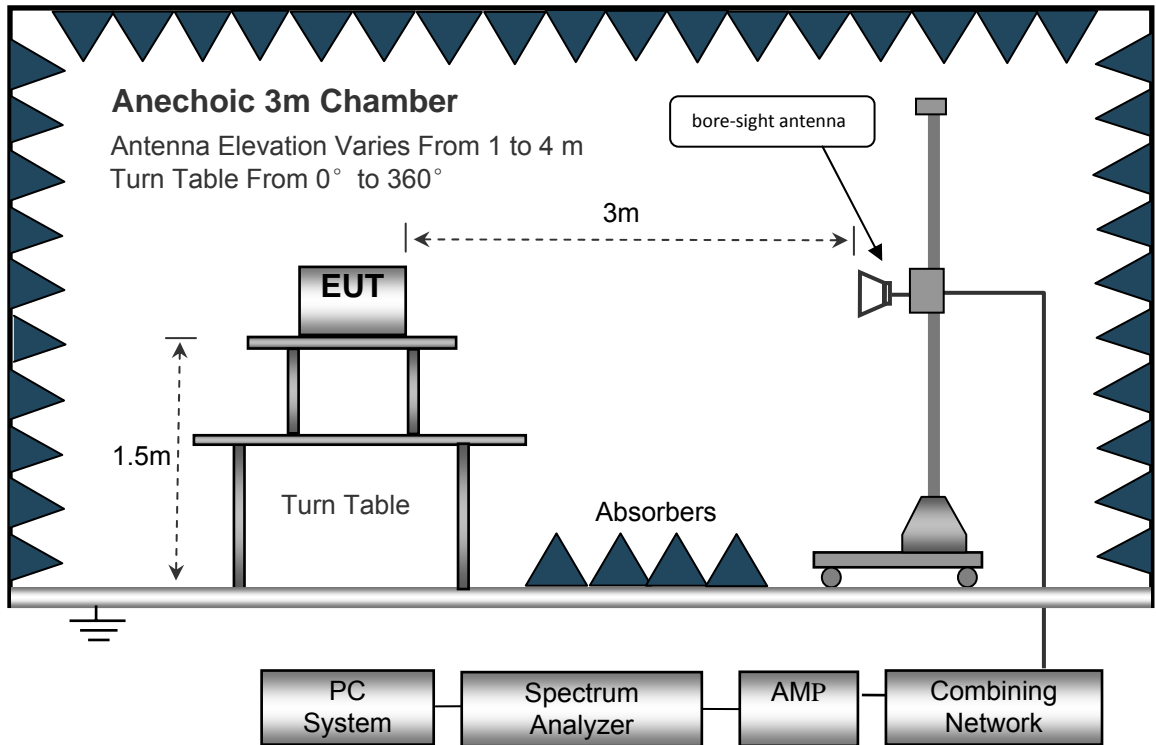 Anechoic 3m Chamber
Antenna Elevation Varies From 1 to 4 m
Turn Table From 0° to 360°
bore-sight antenna
3m
EUT
1.5m
Turn Table
Absorbers
PC
System
Spectrum
Analyzer
AMP
Combining
Network